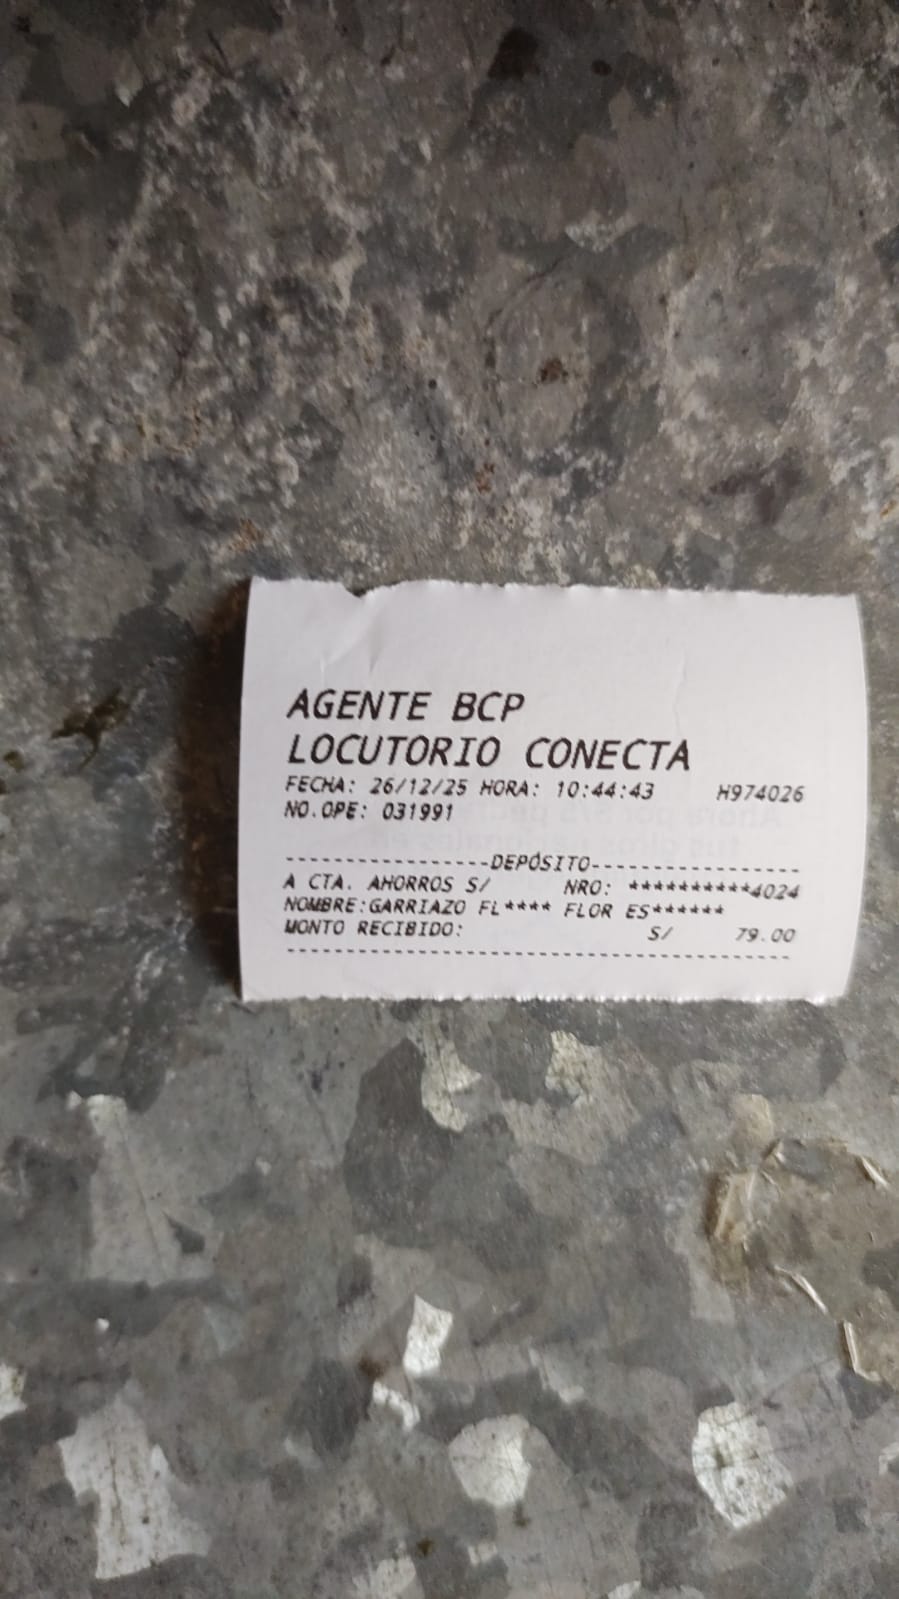 AGENTE BCP
LOCUTORIO CONECTA
FECHA: 26/12/25 HORA: 10:44:43 H974026
NO.OPE: 031991
-----------------DEPÓSITO-----------------
A CTA. AHORROS S/ NRO: **********4024
NOMBRE:GARRIAZO FL**** FLOR ES******
MONTO RECIBIDO: S/ 79.00
------------------------------------------